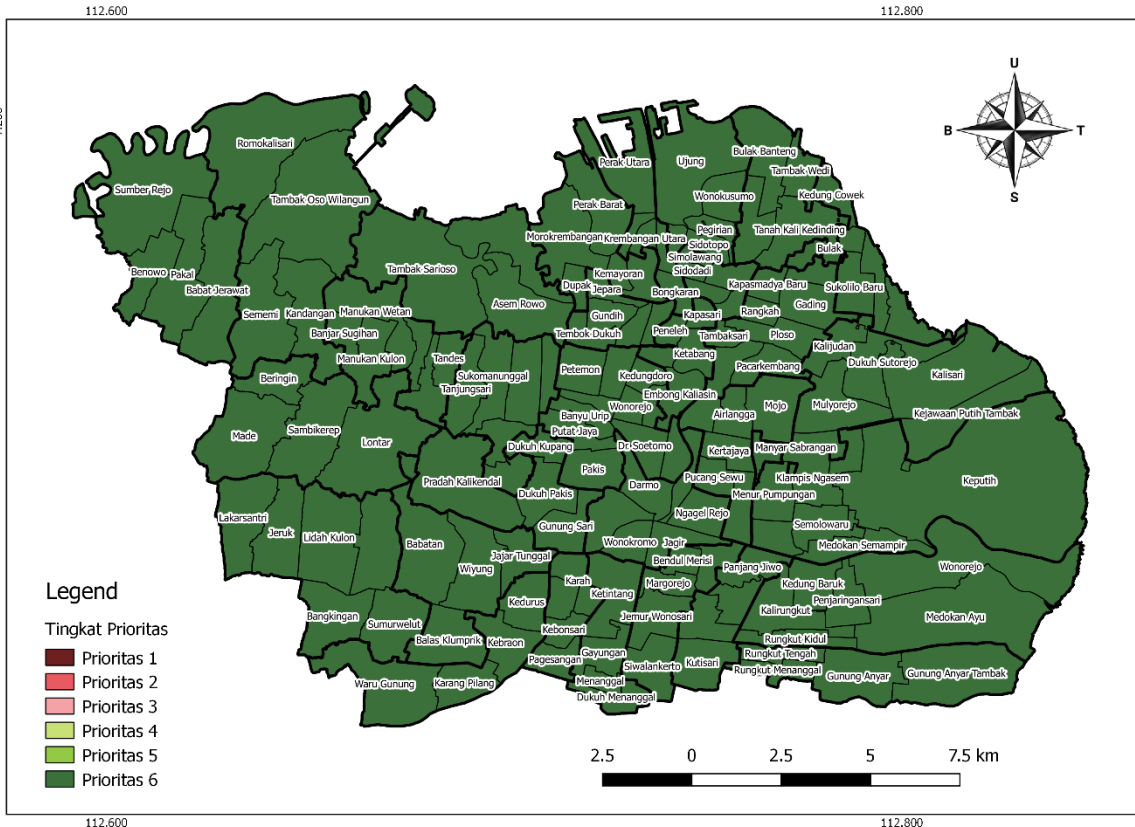 112.600
112.800
U
B
T
S
Romokalisari
Perak Utara
Ujung
Bulak Banteng
Tambak Wedi
Sumber Rejo
Tambak Oso Wilangun
Wonokusumo
Kedung Cowek
Perak Barat
Morokrembangan
Krembangan Utara
Pegirian
Tanah Kali Kedinding
Sidotopo
Bulak
Simolawang
Benowo
Pakal
Tambak Sarioso
Kemayoran
Sidodadi
Babat Jerawat
Dupak
Jepara
Bongkaran
Kapasmadya Baru
Sukolilo Baru
Asem Rowo
Gading
Sememi
Kandangan
Manukan Wetan
Gundih
Kapasari
Rangkah
Banjar Sugihan
Tembok Dukuh
Peneleh
Tambaksari
Ploso
Kalijudan
Manukan Kulon
Tandes
Ketabang
Dukuh Sutorejo
Beringin
Sukomanunggal
Petemon
Kedungdoro
Pacarkembang
Kalisari
Tanjungsari
Embong Kaliasin
Wonorejo
Mojo
Mulyorejo
Banyu Urip
Airlangga
Kejawaan Putih Tambak
Made
Sambikerep
Lontar
Putat Jaya
Dukuh Kupang
Dr. Soetomo
Kertajaya
Manyar Sabrangan
Pakis
Pradah Kalikendal
Pucang Sewu
Klampis Ngasem
Keputih
Dukuh Pakis
Darmo
Menur Pumpungan
Lakarsantri
Ngagel Rejo
Jeruk
Lidah Kulon
Gunung Sari
Semolowaru
Babatan
Wonokromo
Jagir
Medokan Semampir
Jajar Tunggal
Bendul Merisi
Wiyung
Panjang Jiwo
Wonorejo
Karah
Margorejo
Kedung Baruk
Ketintang
Kedurus
Penjaringansari
Kalirungkut
Bangkingan
Sumurwelut
Jemur Wonosari
Medokan Ayu
Kebonsari
Balas Klumprik
Kebraon
Rungkut Kidul
Gayungan
Rungkut Tengah
Pagesangan
Siwalankerto
Kutisari
Rungkut Menanggal
Gunung Anyar
Gunung Anyar Tambak
Waru Gunung
Karang Pilang
Menanggal
Dukuh Menanggal
Legend
Tingkat Prioritas
Prioritas 1
Prioritas 2
Prioritas 3
Prioritas 4
Prioritas 5
Prioritas 6
2.5 0 2.5 5 7.5 km
112.600
112.800